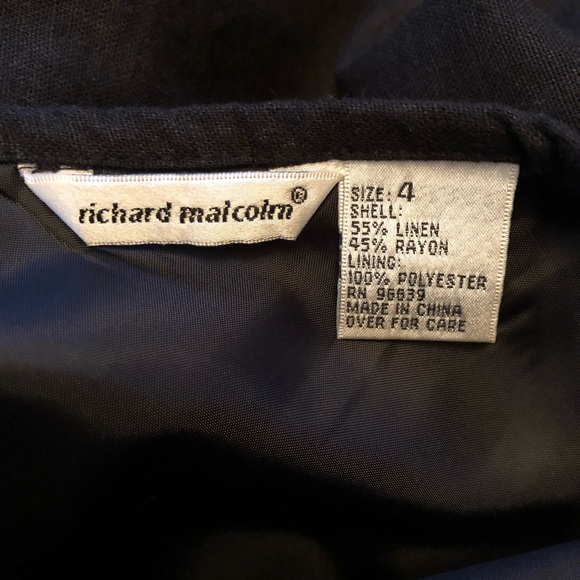 richard malcolm®
SIZE: 4
SHELL:
55% LINEN
45% RAYON
LINING:
100% POLYESTER
RN 96639
MADE IN CHINA
OVER FOR CARE